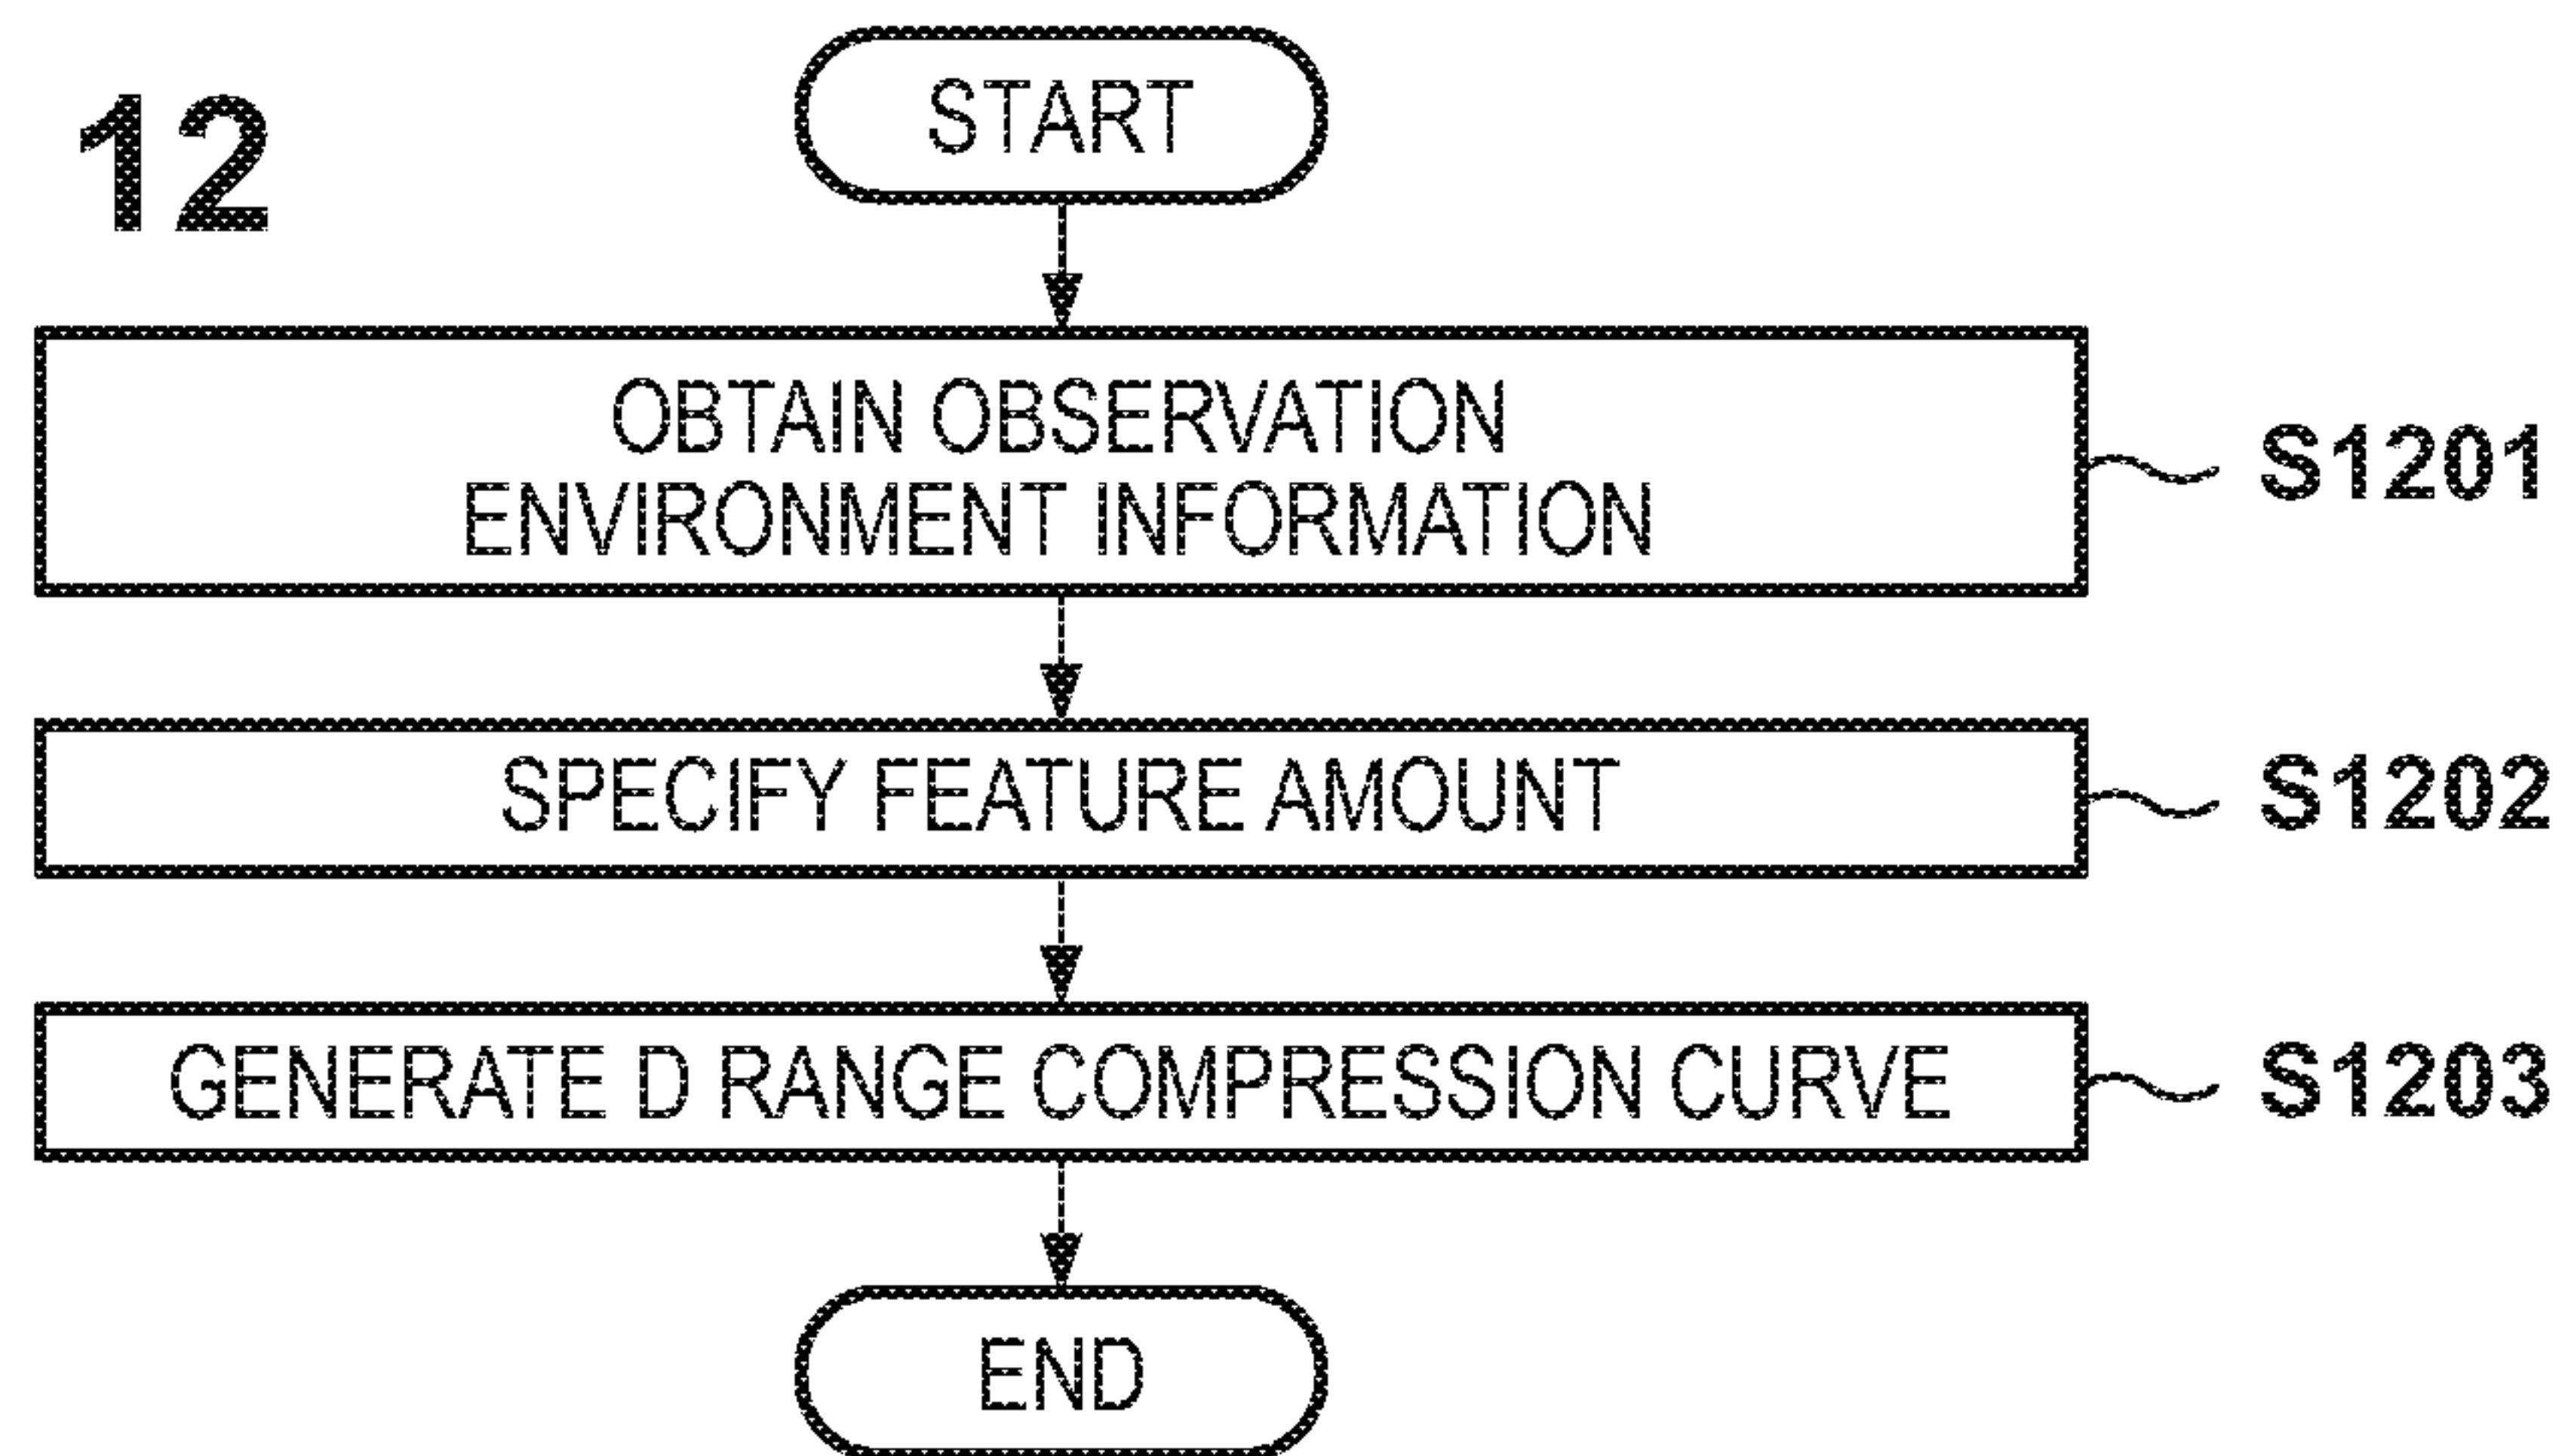 12
START
OBTAIN OBSERVATION
ENVIRONMENT INFORMATION
S1201
SPECIFY FEATURE AMOUNT
S1202
GENERATE D RANGE COMPRESSION CURVE
S1203
END